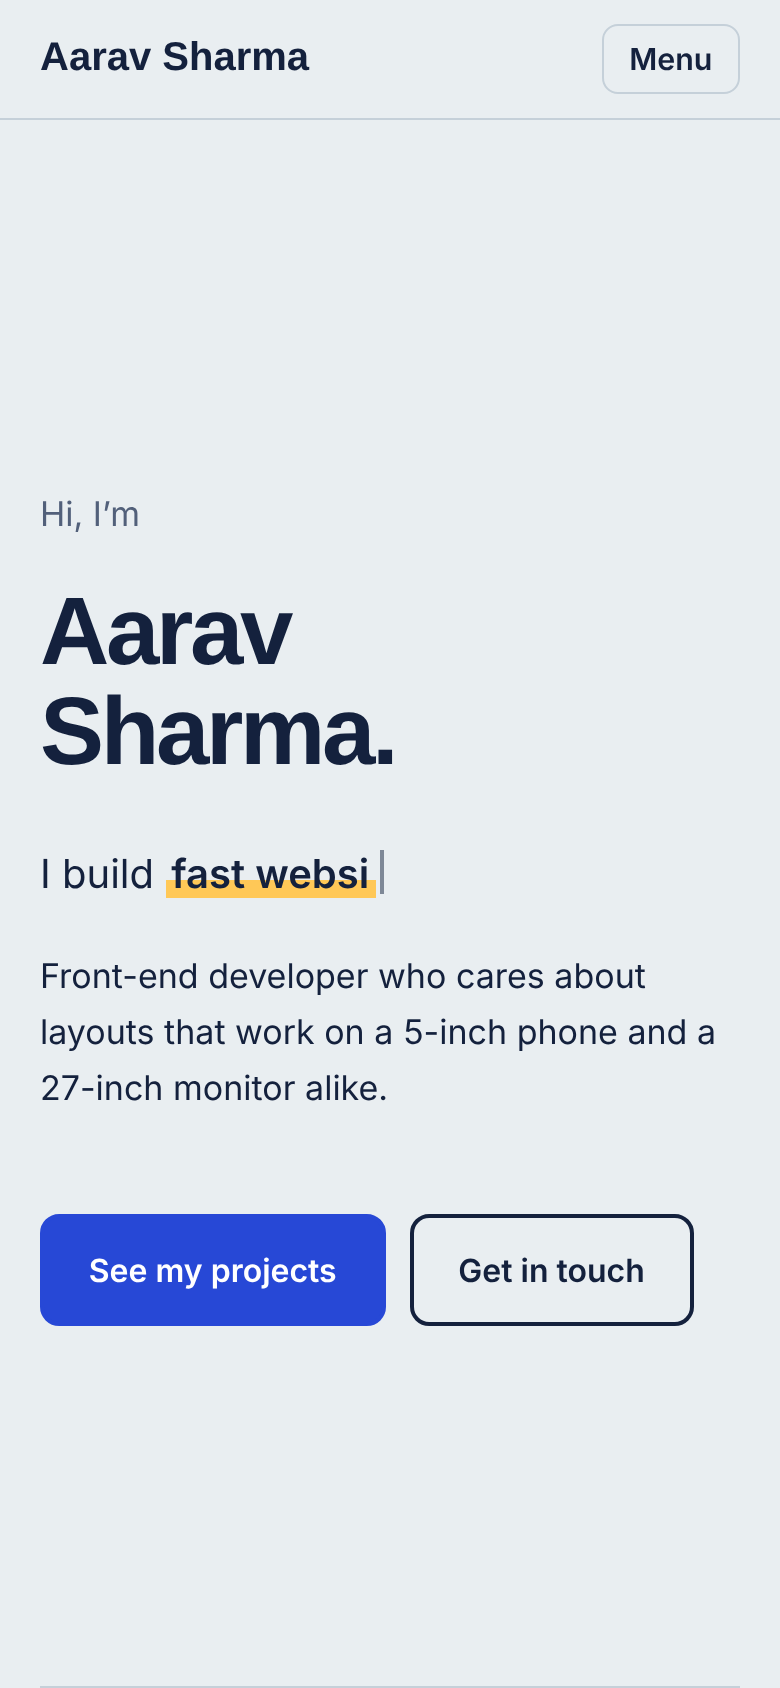 Aarav Sharma
Menu
Hi, I’m
Aarav
Sharma.
I build fast websi
Front-end developer who cares about
layouts that work on a 5-inch phone and a
27-inch monitor alike.
See my projects
Get in touch